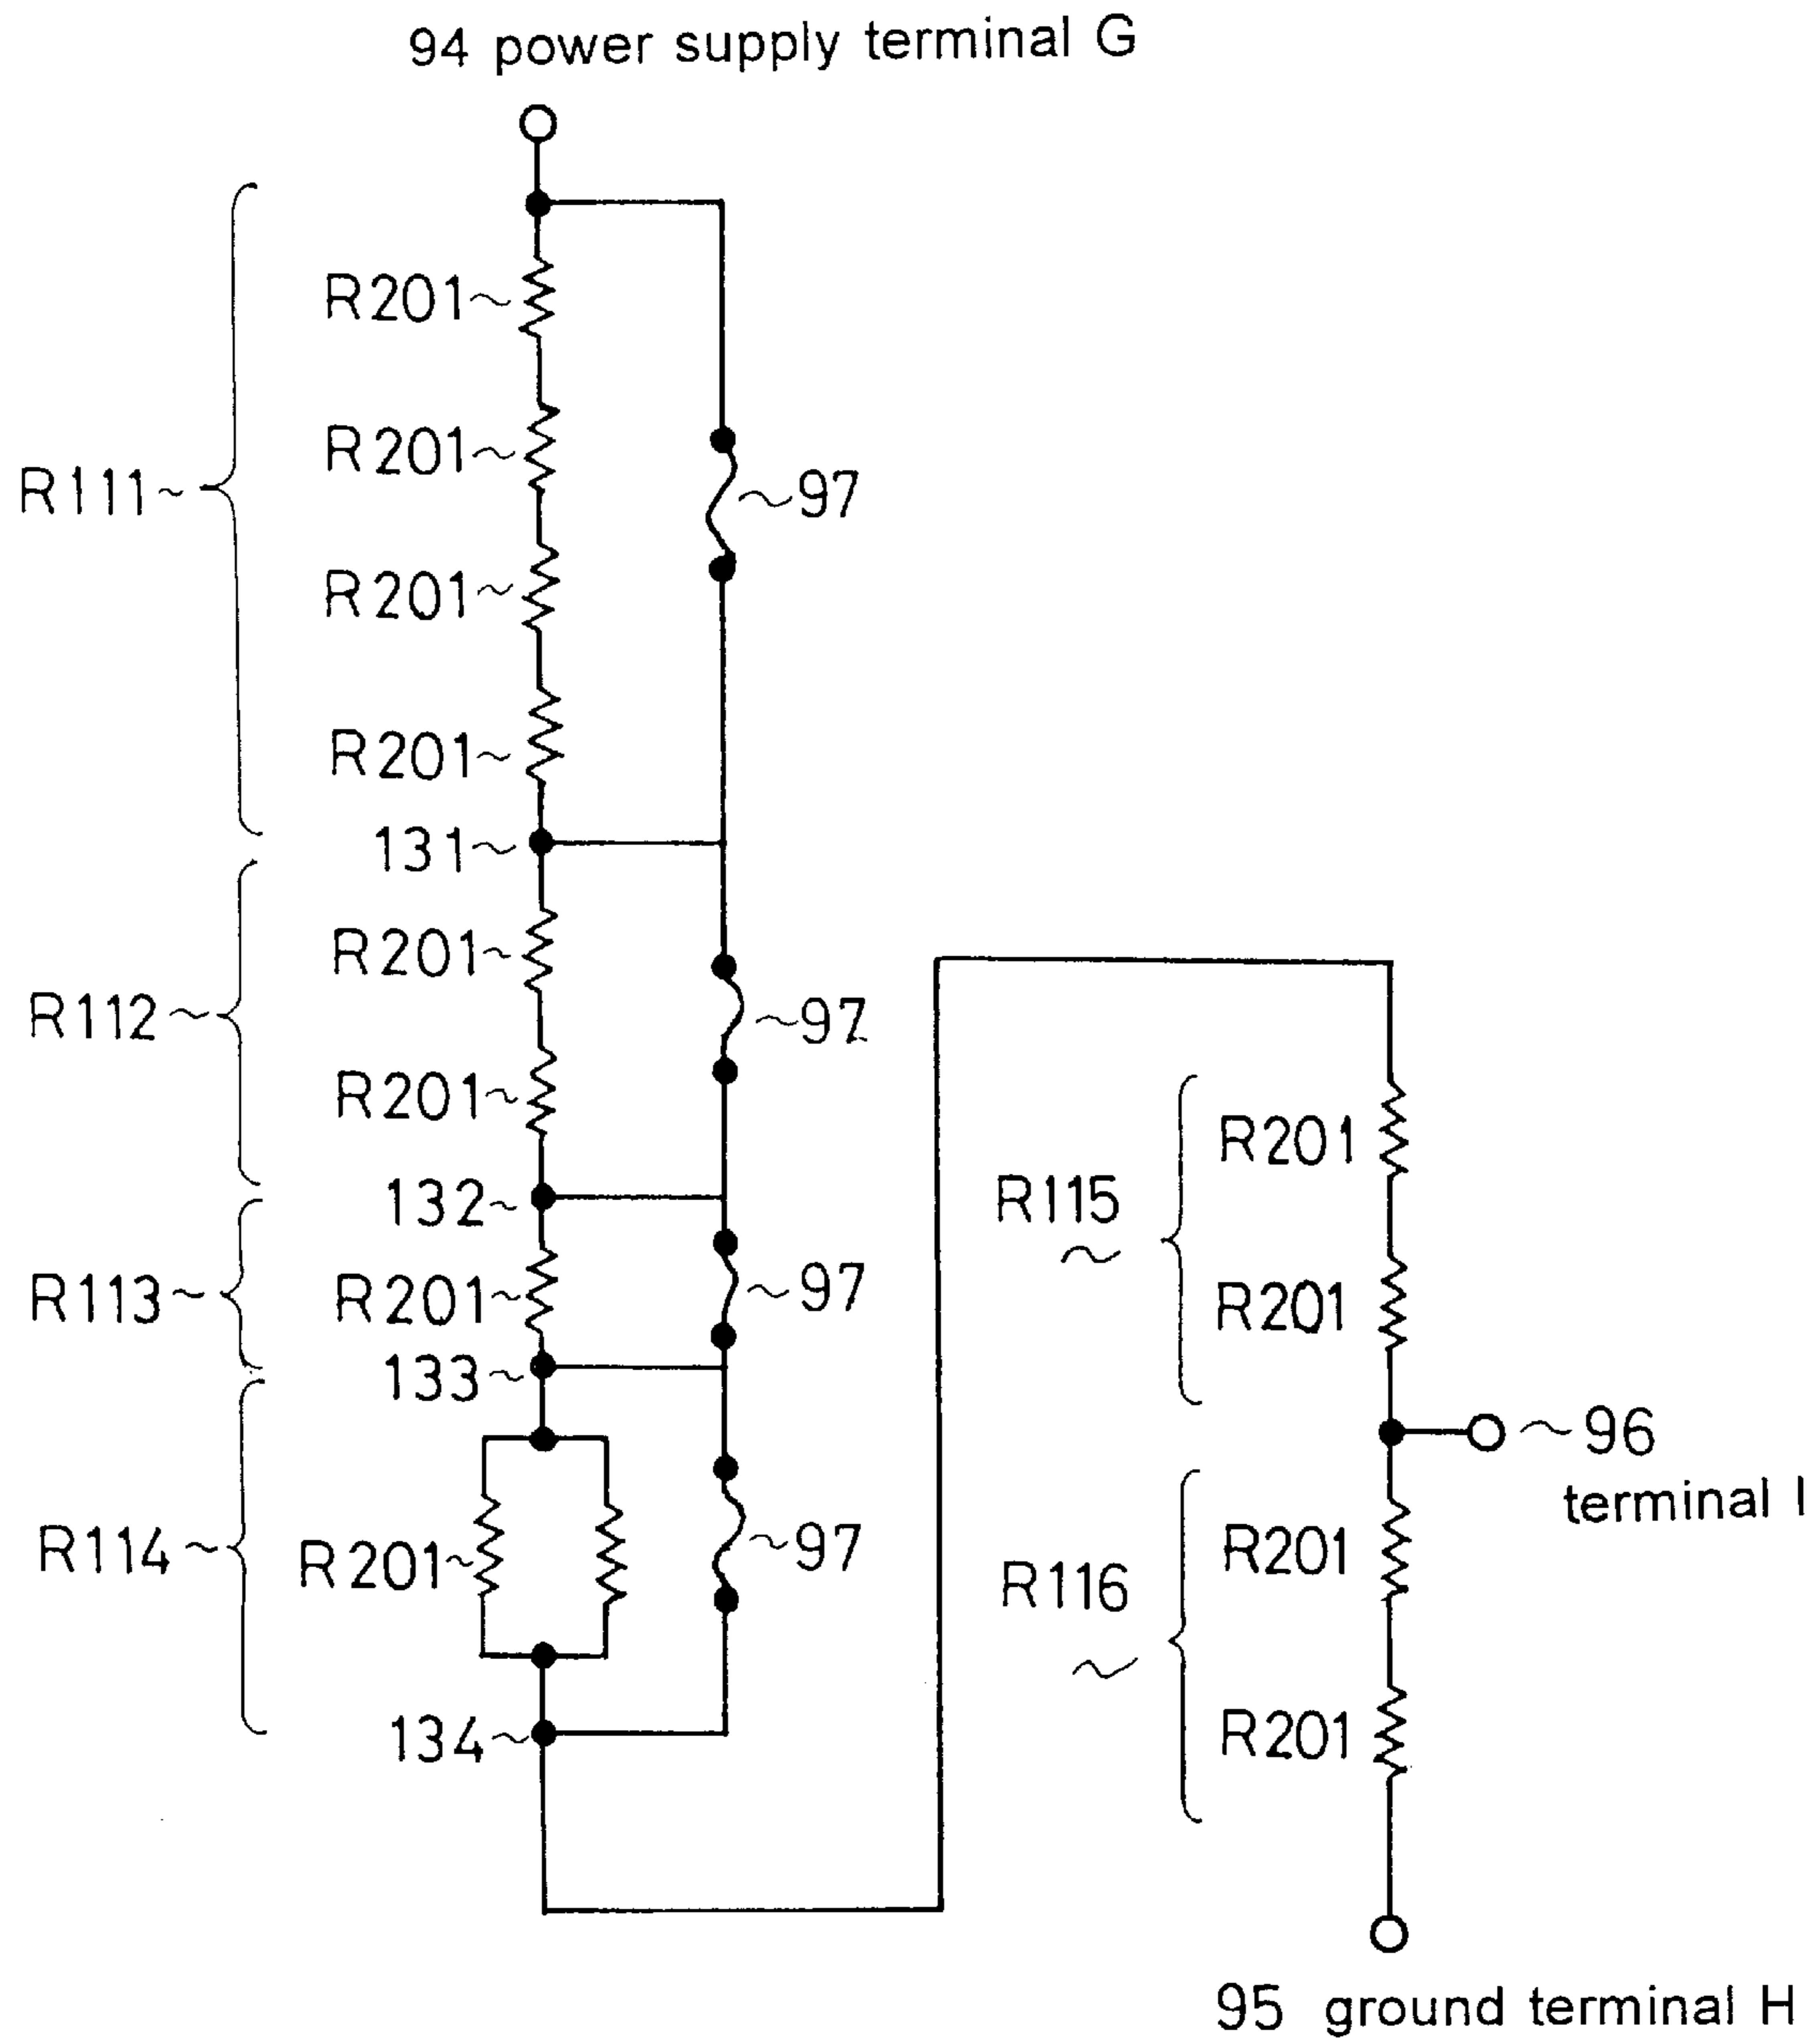 94 power supply terminal G
R201
R201
R111
97
R201
R201
131
R201
R112
97
R201
R201
R115
132
R113
R201
97
R201
133
96
terminal I
R114
R201
97
R201
R116
134
R201
95 ground terminal H